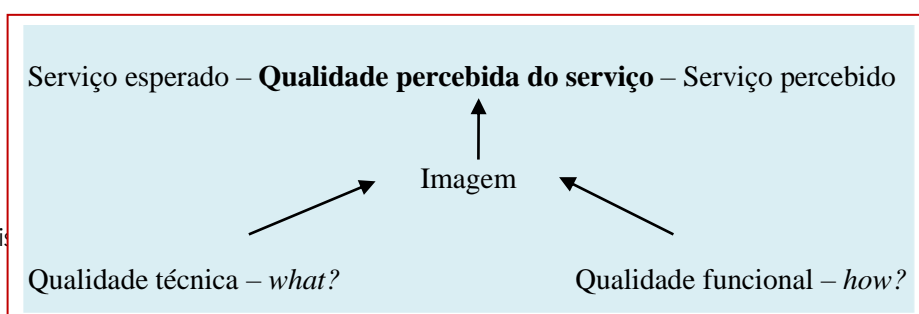 Serviço esperado – Qualidade percebida do serviço – Serviço percebido
Imagem
Qualidade técnica – what?
Qualidade funcional – how?